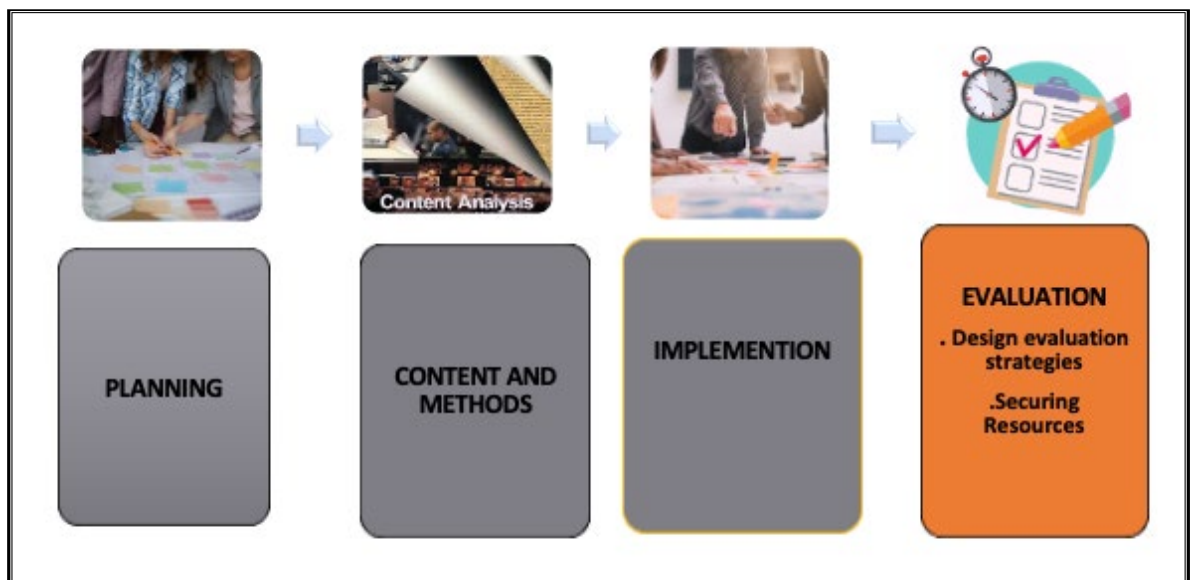 Content Analysis
PLANNING
CONTENT AND
METHODS
IMPLEMENTION
EVALUATION
. Design evaluation
strategies
.Securing
Resources